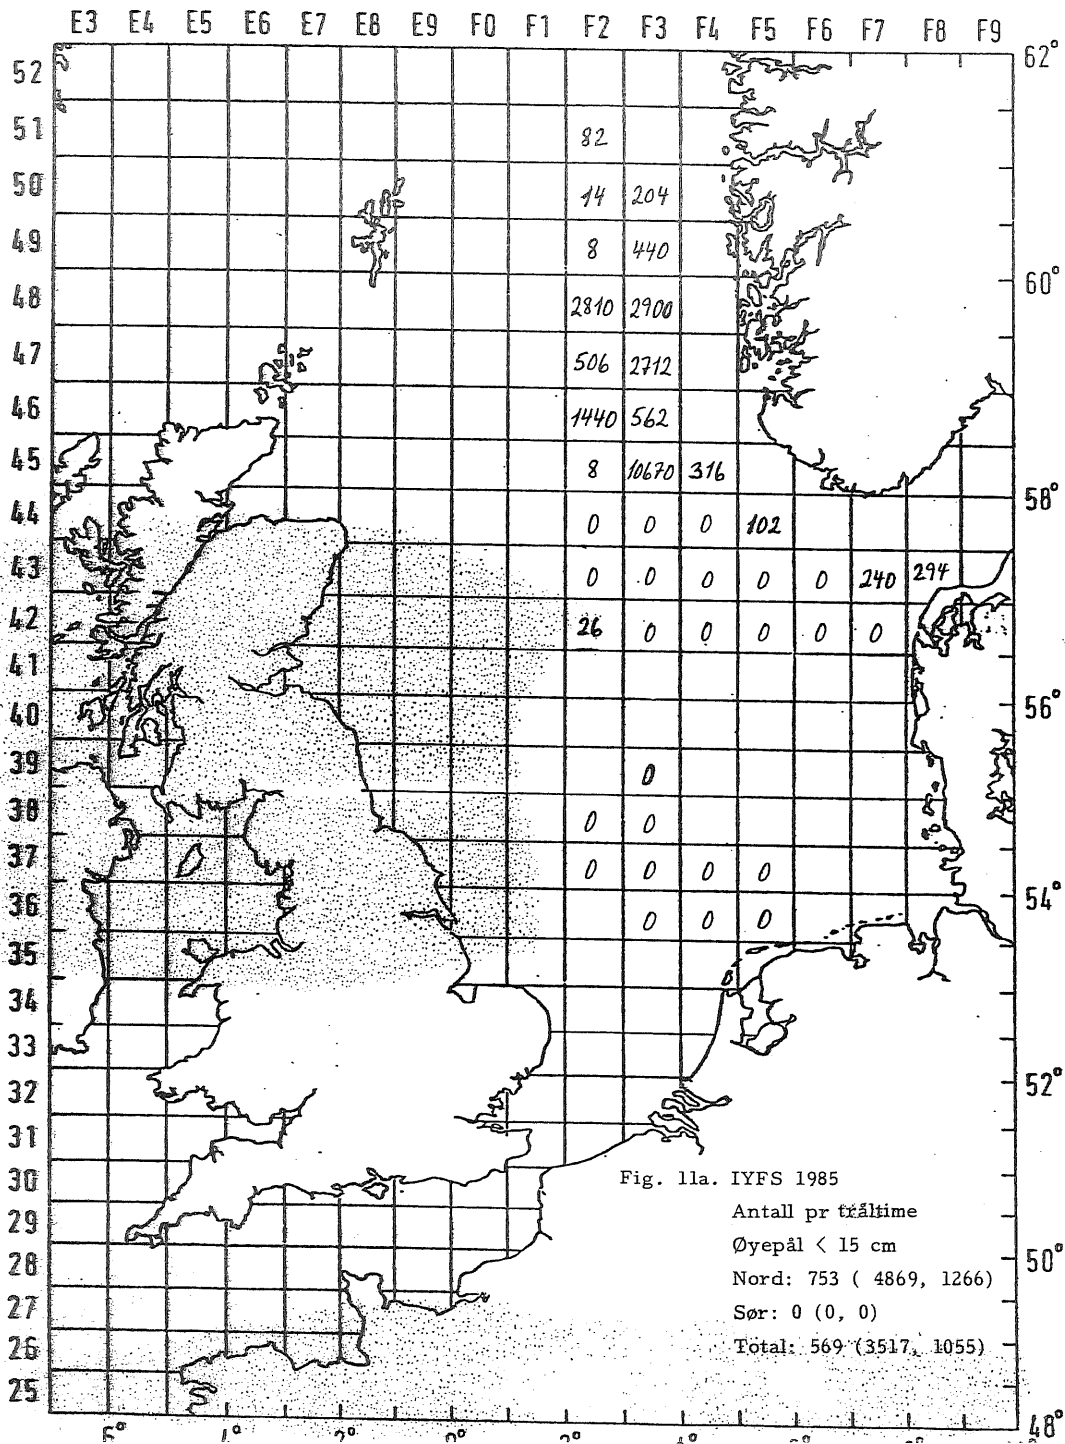 E3 E4 E5 E6 E7 E8 E9 F0 F1 F2 F3 F4 F5 F6 F7 F8 F9
52 62°
51 82
50 14 204
49 8 440
60°
48 2810 2900
47 506 2712
46 1440 562
45 8 10670 316
58°
44 0 0 0 102
43 0 0 0 0 0 240 294
42 26 0 0 0 0 0
41
40 56°
39 0
38 0 0
37 0 0 0 0
36 0 0 0 54°
35
34
33
32 52°
31
30
29
28 50°
27
26
25
48°
Fig. 11a. IYFS 1985
Antall pr tråltime
Øyepål < 15 cm
Nord: 753 ( 4869, 1266)
Sør: 0 (0, 0)
Total: 569 (3517, 1055)